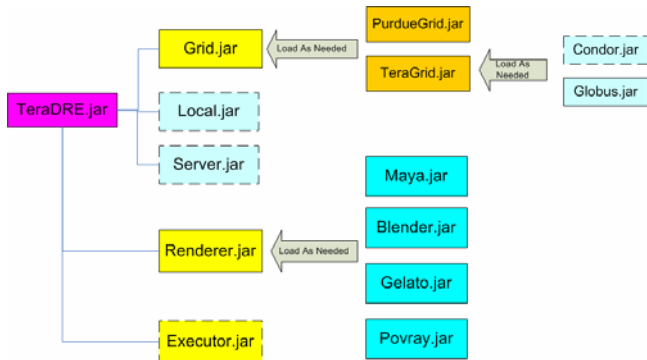 TeraDRE.jar
Grid.jar
Load As Needed
PurdueGrid.jar
TeraGrid.jar
Load As
Needed
Condor.jar
Globus.jar
Local.jar
Server.jar
Renderer.jar
Load As Needed
Maya.jar
Blender.jar
Gelato.jar
Povray.jar
Executor.jar